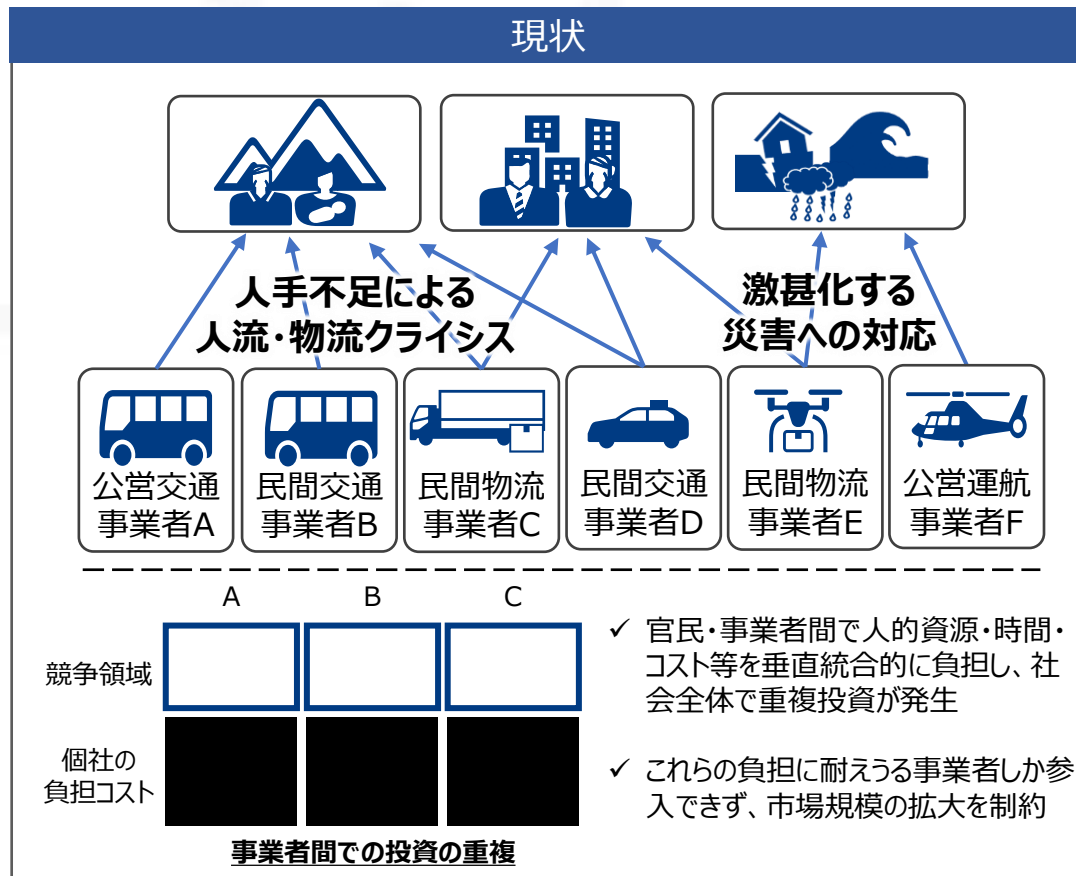 現状
人手不足による
人流・物流クライシス
激甚化する
災害への対応
公営交通
事業者A
民間交通
事業者B
民間物流
事業者C
民間交通
事業者D
民間物流
事業者E
公営運航
事業者F
A B C
競争領域
個社の
負担コスト
事業者間での投資の重複
✓ 官民・事業者間で人的資源・時間・
コスト等を垂直統合的に負担し、社
会全体で重複投資が発生
✓ これらの負担に耐えうる事業者しか参
入できず、市場規模の拡大を制約